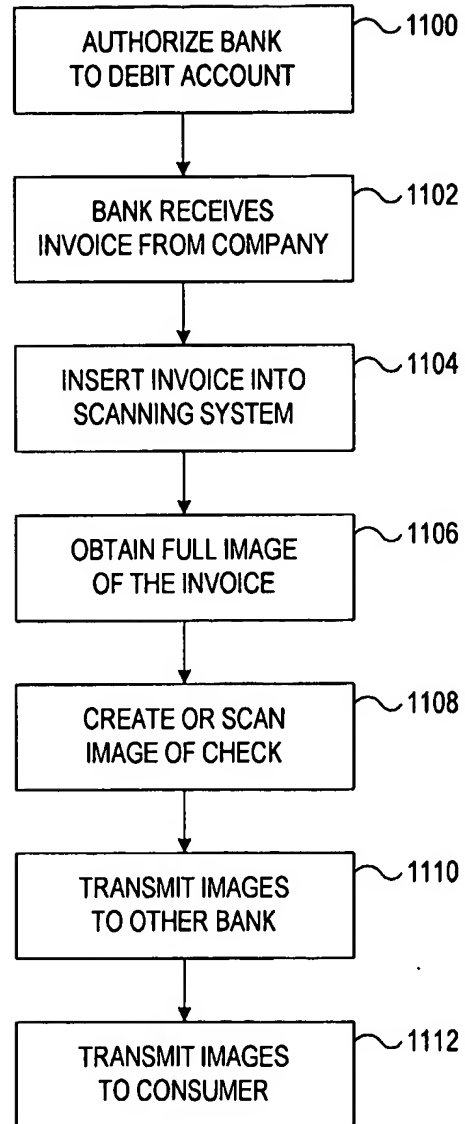 AUTHORIZE BANK
TO DEBIT ACCOUNT
1100
BANK RECEIVES
INVOICE FROM COMPANY
1102
INSERT INVOICE INTO
SCANNING SYSTEM
1104
OBTAIN FULL IMAGE
OF THE INVOICE
1106
CREATE OR SCAN
IMAGE OF CHECK
1108
TRANSMIT IMAGES
TO OTHER BANK
1110
TRANSMIT IMAGES
TO CONSUMER
1112